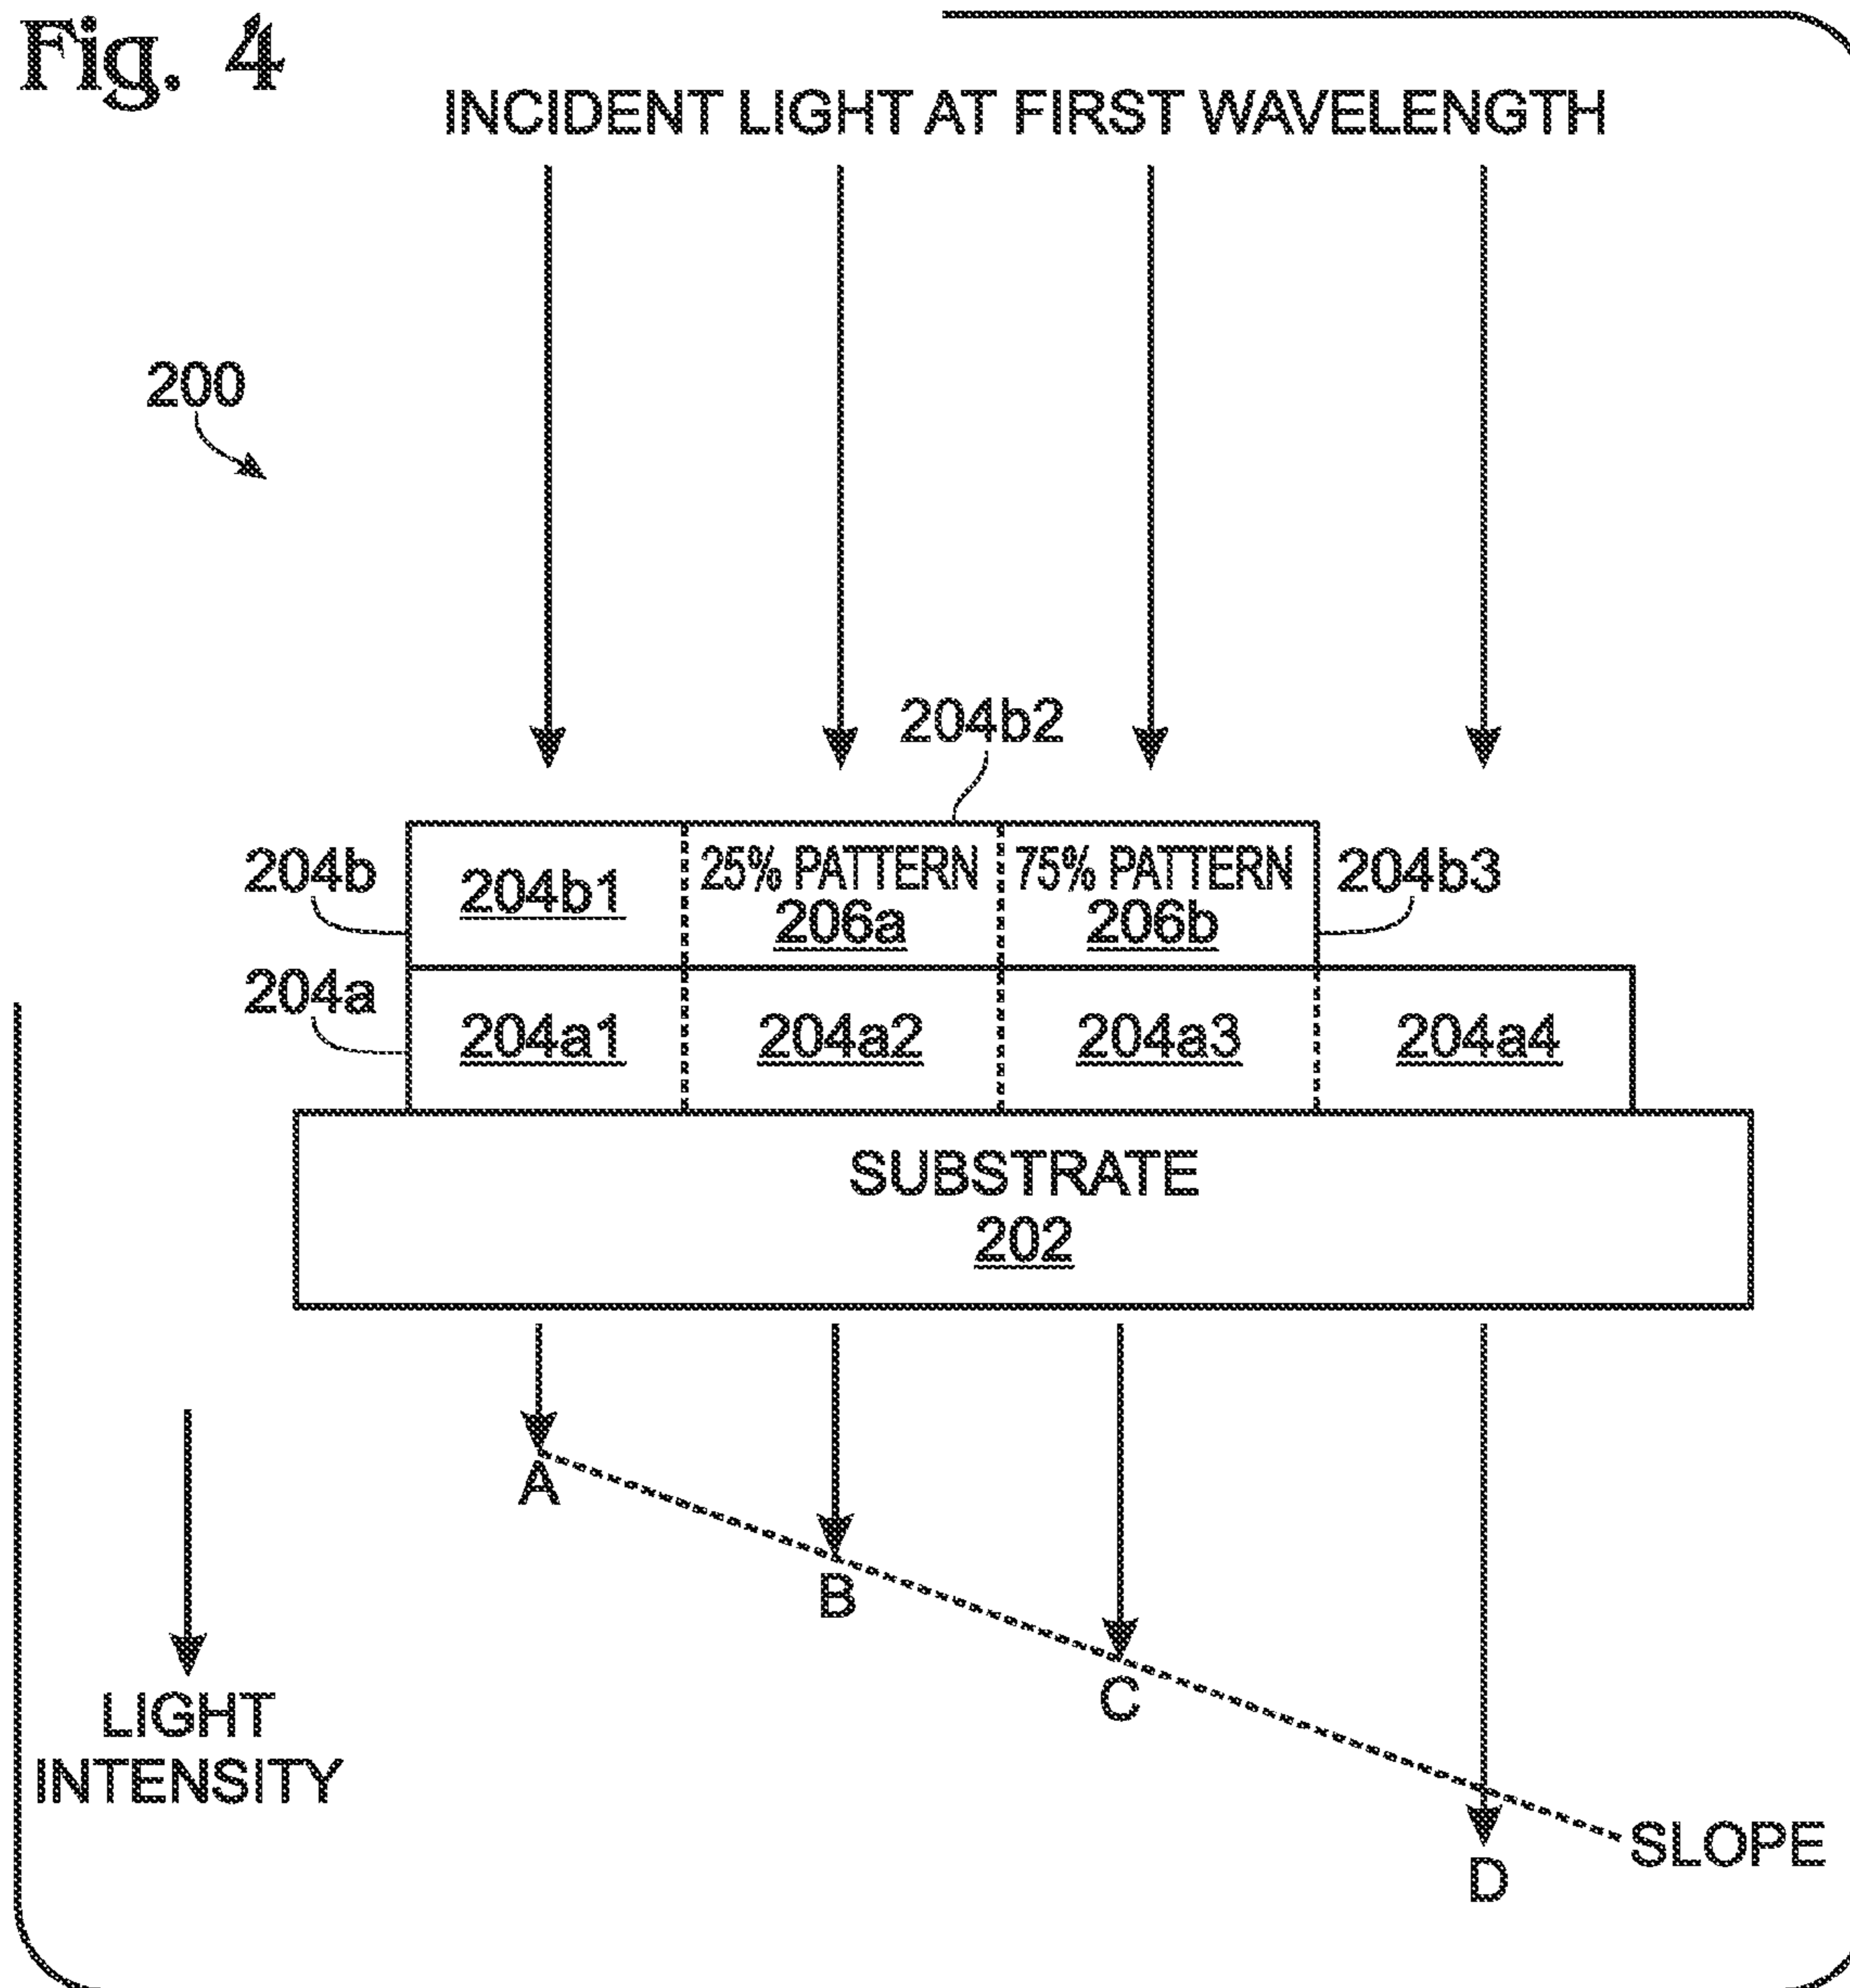 Fig. 4
INCIDENT LIGHT AT FIRST WAVELENGTH
200
204b2
204b
204b1
25% PATTERN
206a
75% PATTERN
206b
204b3
204a
204a1
204a2
204a3
204a4
SUBSTRATE
202
A
B
C
D
LIGHT
INTENSITY
SLOPE